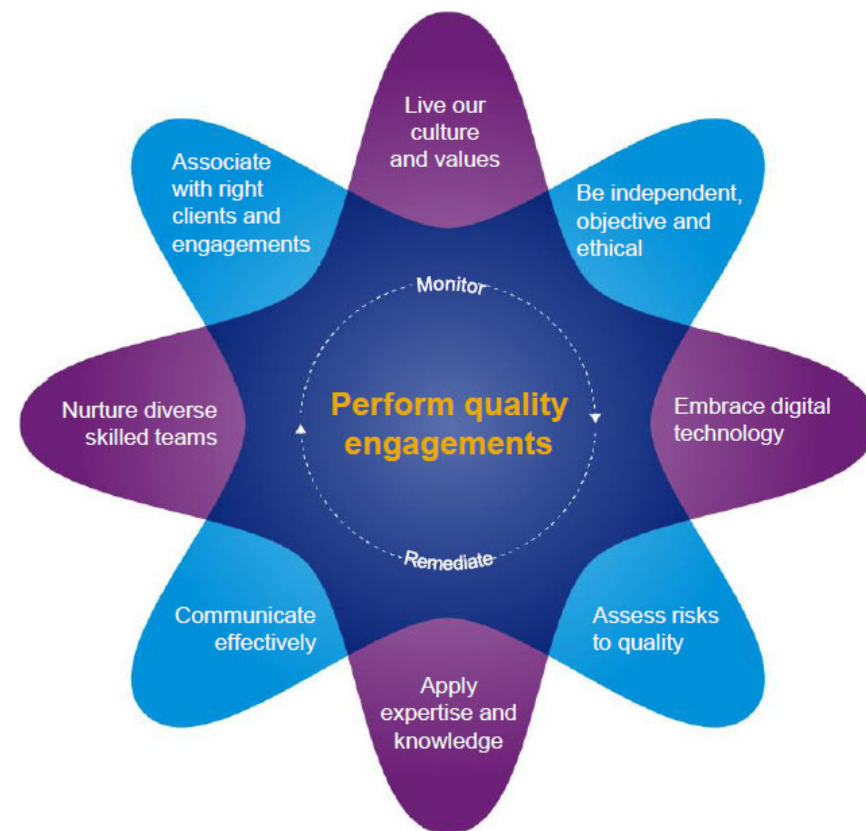 Live our
culture
and values
Be independent,
objective and
ethical
Embrace digital
technology
Assess risks
to quality
Apply
expertise and
knowledge
Communicate
effectively
Nurture diverse
skilled teams
Associate
with right
clients and
engagements
Monitor
Perform quality
engagements
Remediate